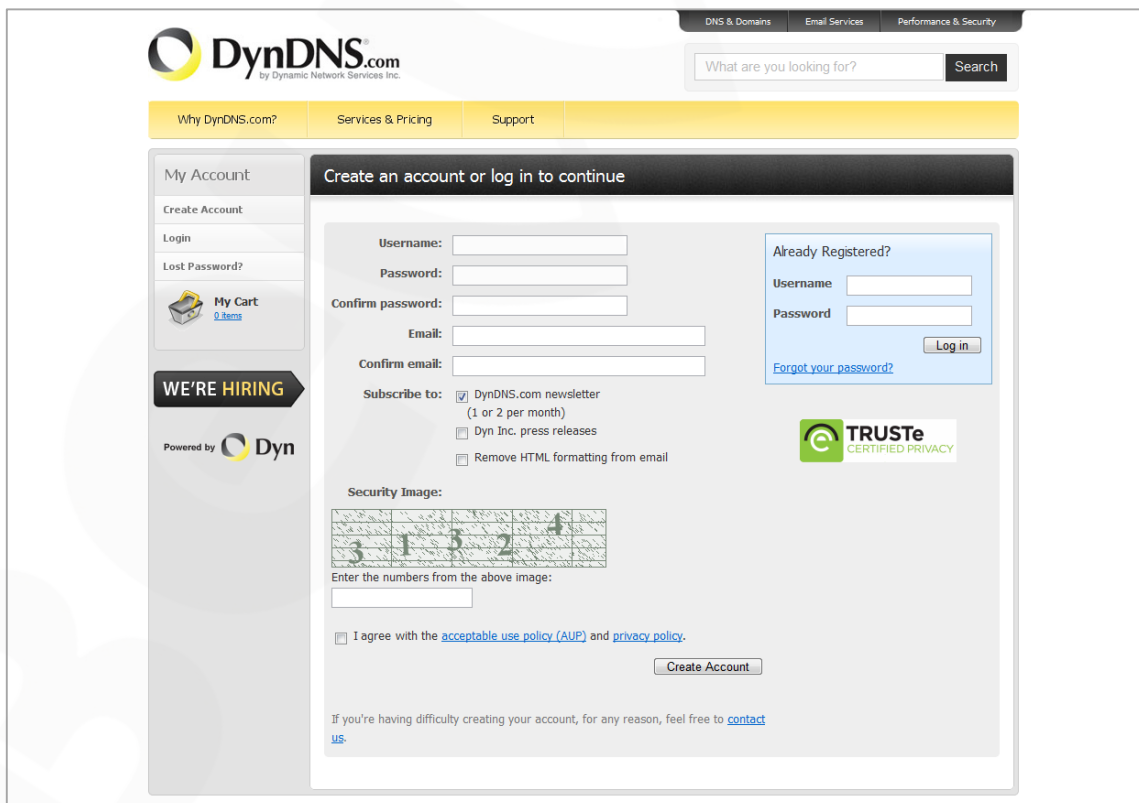 DNS & Domains Email Services Performance & Security
DynDNS.com®
by Dynamic Network Services Inc.
What are you looking for? Search
Why DynDNS.com? Services & Pricing Support
My Account
Create Account
Login
Lost Password?
My Cart
0 items
WE'RE HIRING
Powered by Dyn
Create an account or log in to continue
Username:
Password:
Confirm password:
Email:
Confirm email:
Subscribe to: DynDNS.com newsletter
(1 or 2 per month)
Dyn Inc. press releases
Remove HTML formatting from email
Security Image:
3 1 3 2 4
Enter the numbers from the above image:
I agree with the acceptable use policy (AUP) and privacy policy.
Create Account
If you're having difficulty creating your account, for any reason, feel free to contact
us.
Already Registered?
Username
Password
Log in
Forgot your password?
e
TRUSTe
CERTIFIED PRIVACY